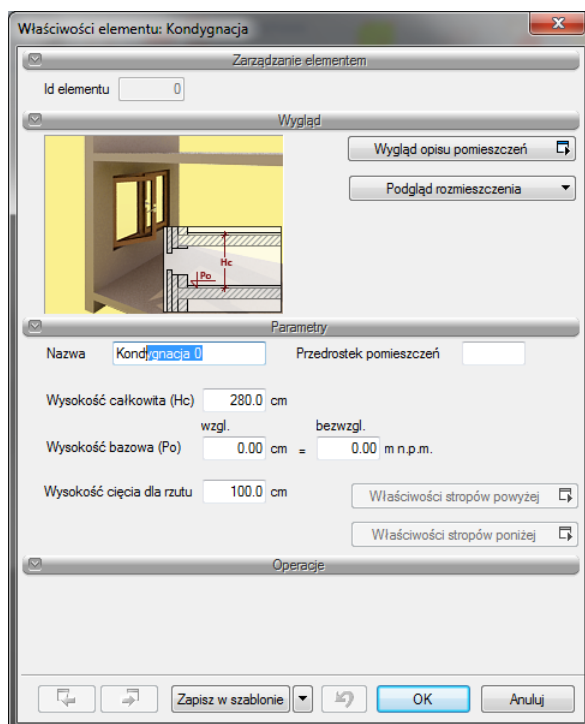 Właściwości elementu: Kondygnacja
Zarządzanie elementem
Id elementu 0
Wygląd
Wygląd opisu pomieszczeń
Podgląd rozmieszczenia
Hc
Po
Parametry
Nazwa Kondygnacja 0 Przedrostek pomieszczeń
Wysokość całkowita (Hc) 280.0 cm
wzgl. bezwzgl.
Wysokość bazowa (Po) 0.00 cm = 0.00 m n.p.m.
Wysokość cięcia dla rzutu 100.0 cm
Właściwości stropów powyżej
Właściwości stropów poniżej
Operacje
Zapisz w szablonie OK Anuluj